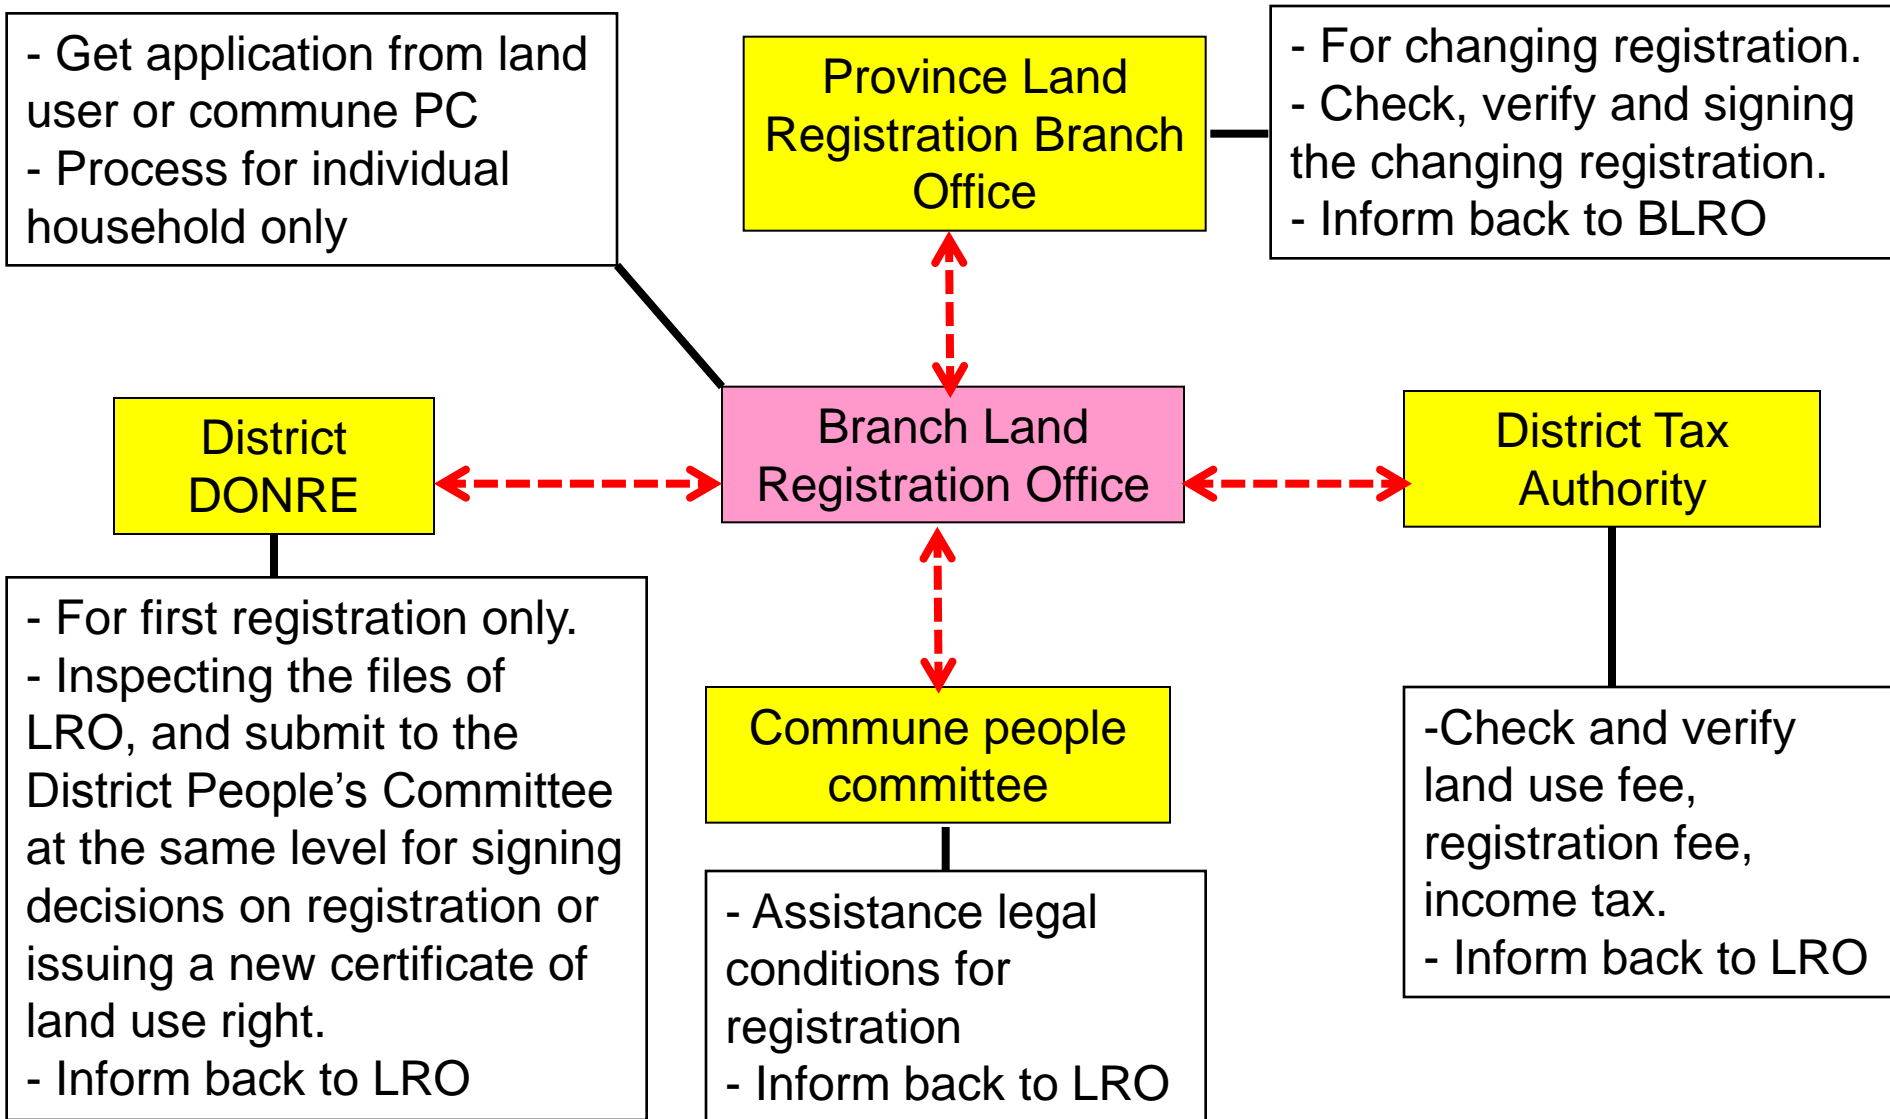 - Get application from land
user or commune PC
- Process for individual
household only
Province Land
Registration Branch
Office
- For changing registration.
- Check, verify and signing
the changing registration.
- Inform back to BLRO
District
DONRE
Branch Land
Registration Office
District Tax
Authority
- For first registration only.
- Inspecting the files of
LRO, and submit to the
District People’s Committee
at the same level for signing
decisions on registration or
issuing a new certificate of
land use right.
- Inform back to LRO
Commune people
committee
- Assistance legal
conditions for
registration
- Inform back to LRO
-Check and verify
land use fee,
registration fee,
income tax.
- Inform back to LRO